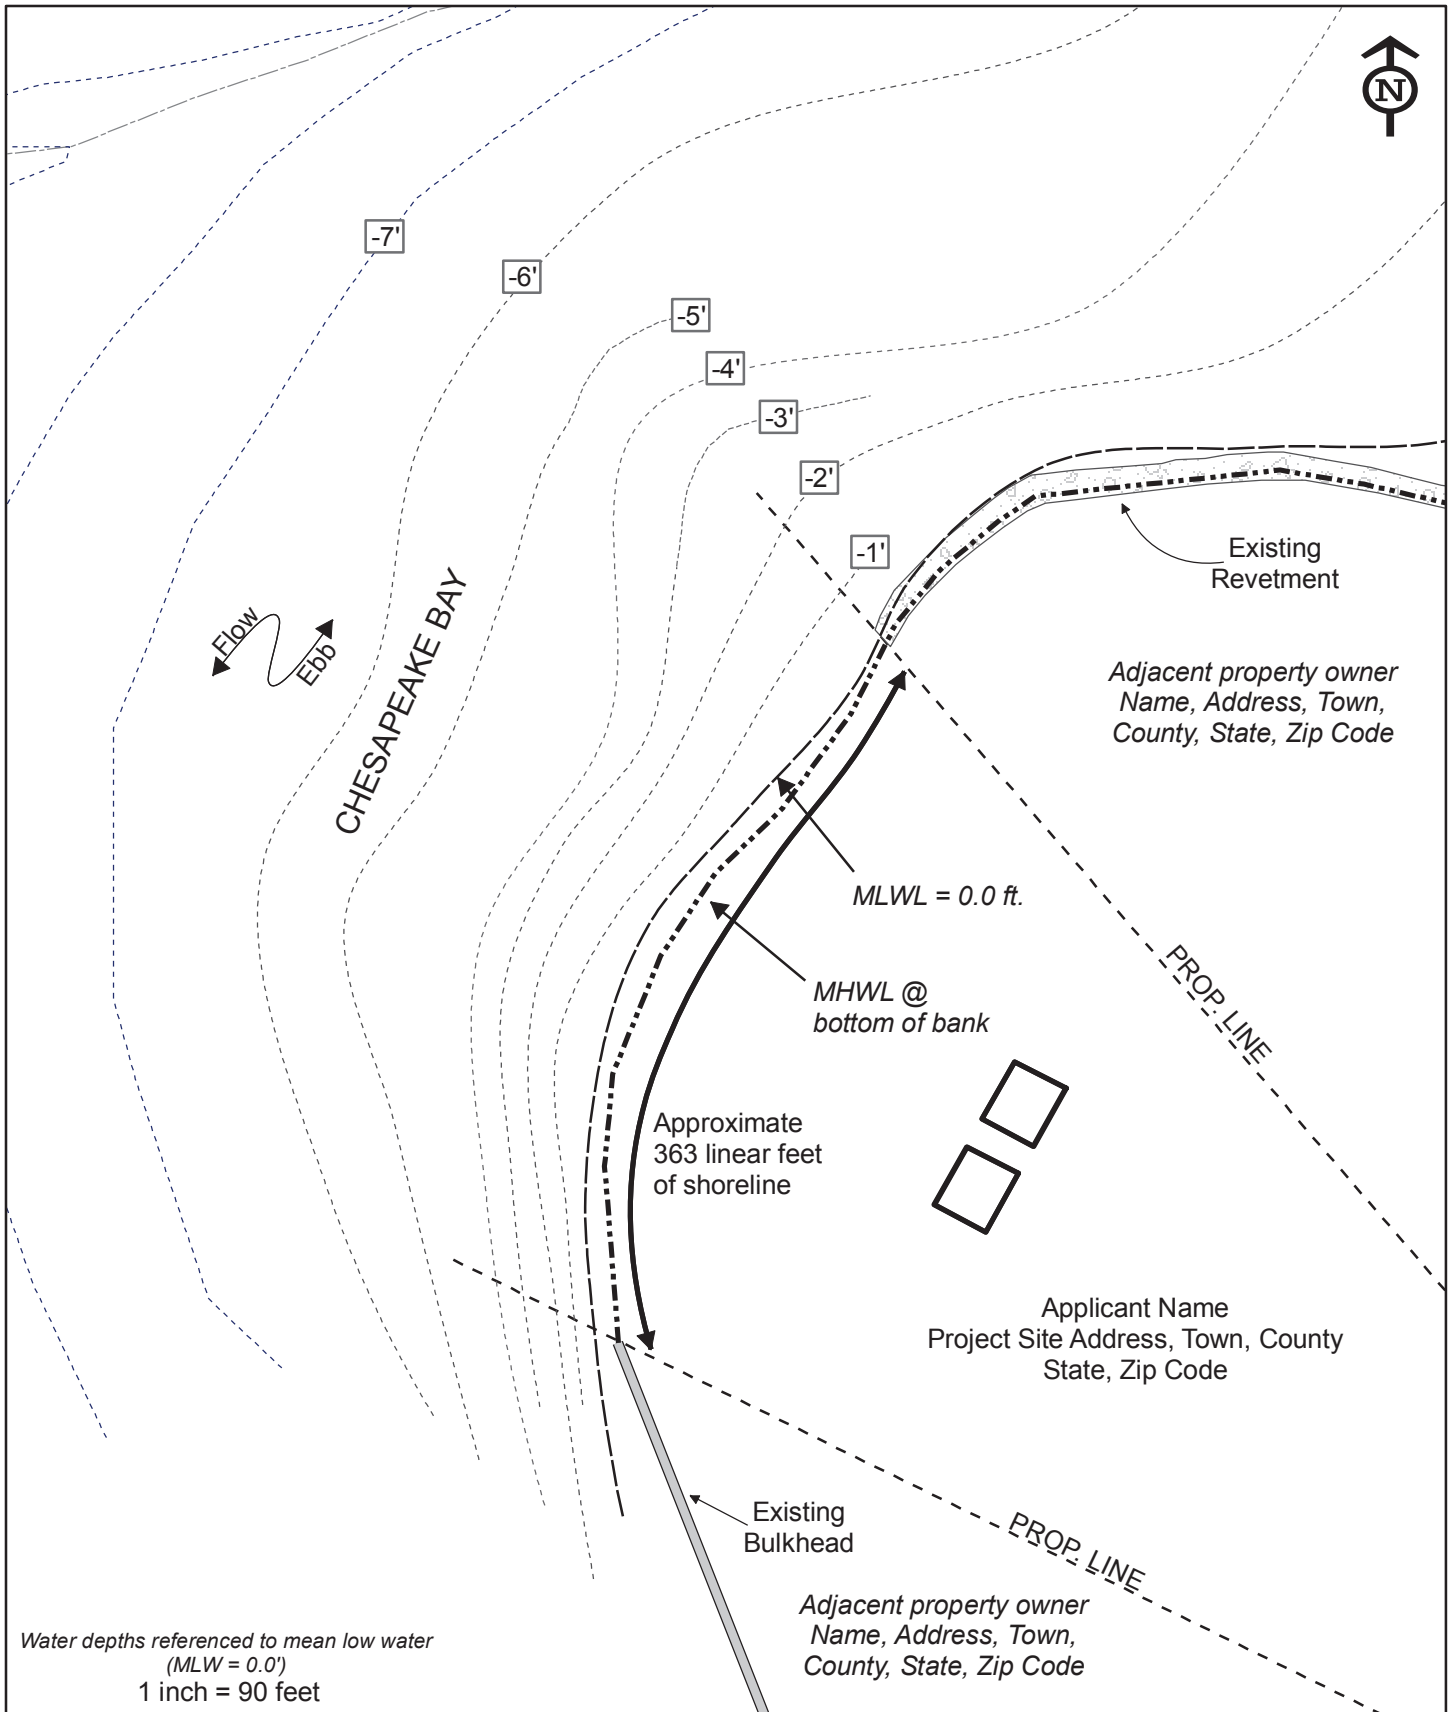 N
-7'
-6'
-5'
-4'
-3'
-2'
-1'
Existing
Revetment
Flow
Ebb
CHESAPEAKE BAY
Adjacent property owner
Name, Address, Town,
County, State, Zip Code
MLWL = 0.0 ft.
MHWL @
bottom of bank
PROP. LINE
Approximate
363 linear feet
of shoreline
Applicant Name
Project Site Address, Town, County
State, Zip Code
Existing
Bulkhead
PROP. LINE
Adjacent property owner
Name, Address, Town,
County, State, Zip Code
Water depths referenced to mean low water
(MLW = 0.0')
1 inch = 90 feet